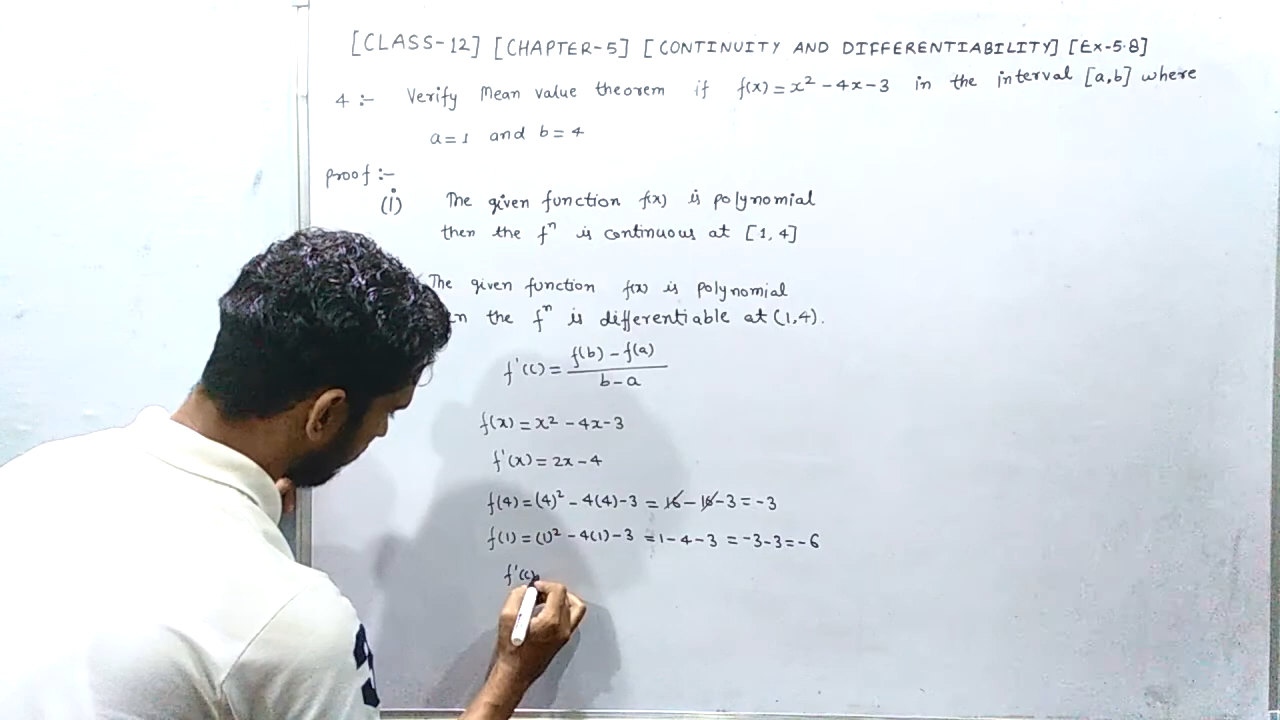 [CLASS-12] [CHAPTER-5] [CONTINUITY AND DIFFERENTIABILITY] [Ex-5.8]
4 :- Verify Mean value theorem if f(x) = x² - 4x - 3 in the interval [a,b] where
a = 1 and b = 4
Proof :-
(i) The given function f(x) is polynomial
then the fⁿ is continuous at [1, 4]
The given function f(x) is polynomial
the fⁿ is differentiable at (1,4).
f'(c) = f(b) - f(a) / b - a
f(x) = x² - 4x - 3
f'(x) = 2x - 4
f(4) = (4)² - 4(4) - 3 = 16 - 16 - 3 = -3
f(1) = (1)² - 4(1) - 3 = 1 - 4 - 3 = -3 - 3 = -6
f'(c)